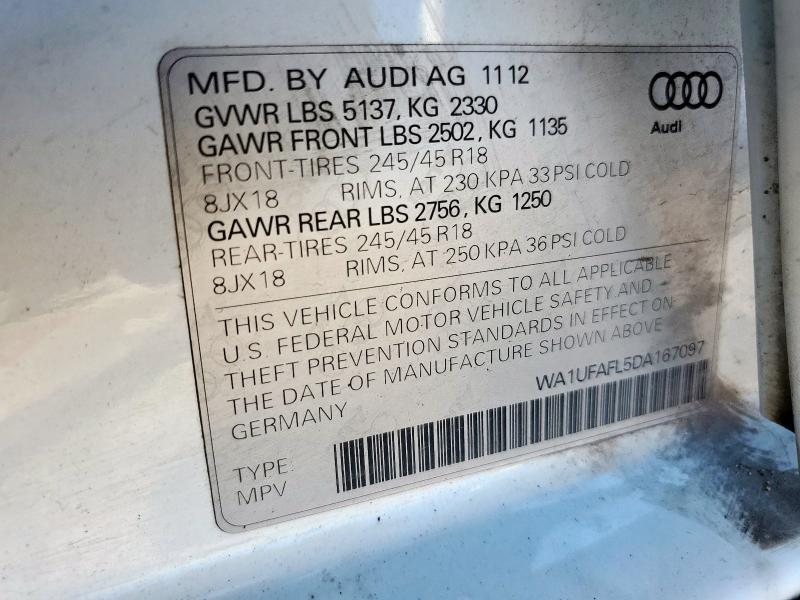 MFD. BY AUDI AG 11 12
GVWR LBS 5137, KG 2330
GAWR FRONT LBS 2502, KG 1135
FRONT-TIRES 245/45 R18
8JX18 RIMS, AT 230 KPA 33 PSI COLD
GAWR REAR LBS 2756, KG 1250
REAR-TIRES 245/45 R18
8JX18 RIMS, AT 250 KPA 36 PSI COLD
Audi
THIS VEHICLE CONFORMS TO ALL APPLICABLE
U.S. FEDERAL MOTOR VEHICLE SAFETY AND
THEFT PREVENTION STANDARDS IN EFFECT ON
THE DATE OF MANUFACTURE SHOWN ABOVE
GERMANY
WA1UFAFL5DA167097
TYPE:
MPV